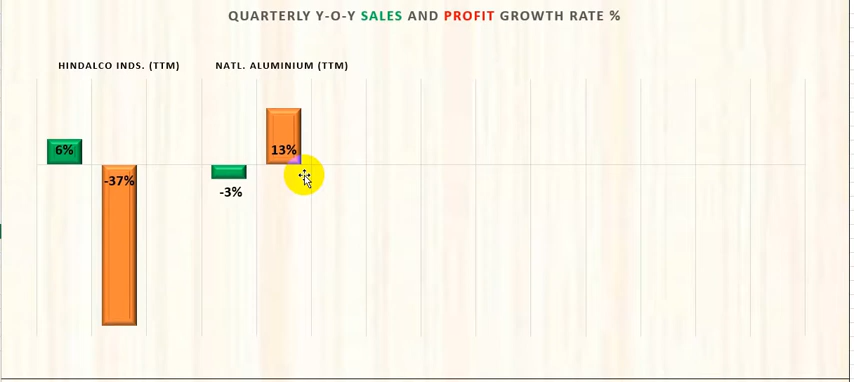 QUARTERLY Y-O-Y SALES AND PROFIT GROWTH RATE %
HINDALCO INDS. (TTM) NATL. ALUMINIUM (TTM)
6%
-37%
-3%
13%